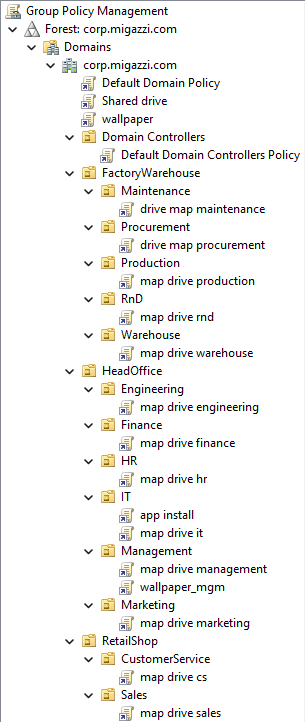 Group Policy Management
Forest: corp.migazzi.com
Domains
corp.migazzi.com
Default Domain Policy
Shared drive
wallpaper
Domain Controllers
Default Domain Controllers Policy
FactoryWarehouse
Maintenance
drive map maintenance
Procurement
drive map procurement
Production
map drive production
RnD
map drive rnd
Warehouse
map drive warehouse
HeadOffice
Engineering
map drive engineering
Finance
map drive finance
HR
map drive hr
IT
app install
map drive it
Management
map drive management
wallpaper_mgm
Marketing
map drive marketing
RetailShop
CustomerService
map drive cs
Sales
map drive sales